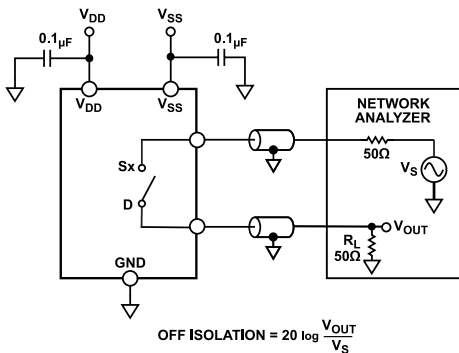 VDD
VSS
0.1µF
0.1µF
VDD
VSS
NETWORK
ANALYZER
50Ω
VS
Sx
D
VOUT
RL
50Ω
GND
OFF ISOLATION = 20 log VOUT
VS